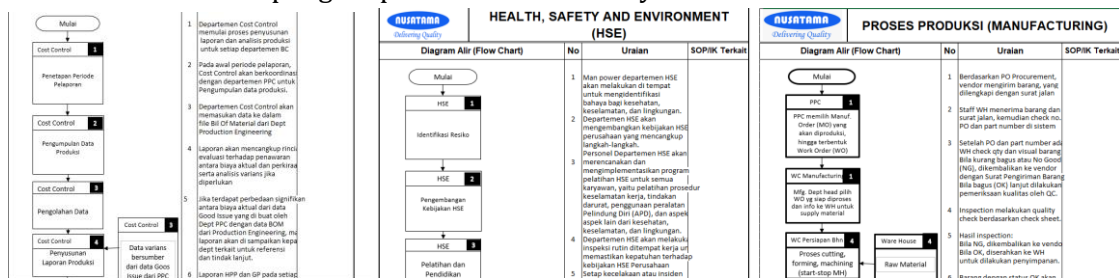 Mulai
Cost Control 1
Penetapan Periode
Pelaporan
Cost Control 2
Pengumpulan Data
Produksi
Cost Control 3
Pengolahan Data
Cost Control 4
Penyusunan
Laporan Produksi
Cost Control 3
Data varians
bersumber
dari data Goos
Issue dari PPC
1 Departemen Cost Control
memulai proses penyusunan
laporan dan analisis produksi
untuk setiap departemen BC
2 Pada awal periode pelaporan,
Cost Control akan berkoordinasi
dengan departemen PPC untuk
Pengumpulan data produksi.
3 Departemen Cost Control akan
memasukan data ke dalam
file Bil Of Material dari Dept
Production Engineering
4 Laporan akan mencakup rinci
evaluasi terhadap penawaran
antara biaya aktual dan perkiraa
serta analisis varians jika
diperlukan
5 Jika terdapat perbedaan signifikan
antara biaya aktual dari data
Good Issue yang di buat oleh
Dept PPC dengan data BOM
dari Production Engineering, ma
laporan akan di sampaikan kepa
dept terkait untuk referensi
dan tindak lanjut.
6 Laporan HPP dan GP pada setiap
NUSATAMA
Delivering Quality
HEALTH, SAFETY AND ENVIRONMENT
(HSE)
Diagram Alir (Flow Chart) No Uraian SOP/IK Terkait
Mulai
HSE 1
Identifikasi Resiko
HSE 2
Pengembangan
Kebijakan HSE
HSE 3
Pelatihan dan
Pendidikan
1 Man power departemen HSE
akan melakukan di tempat
untuk mengidentifikasi
bahaya bagi kesehatan,
keselamatan, dan lingkungan.
2 Departemen HSE akan
mengembangkan kebijakan HSE
perusahaan yang mencakup
langkah-langkah.
Personel Departemen HSE akan
3 merencanakan dan
mengimplementasikan program
pelatihan HSE untuk semua
karyawan, yaitu pelatihan prosedur
keselamatan kerja, tindakan
darurat, penggunaan peralatan
Pelindung Diri (APD), dan aspek
aspek lain dari kesehatan,
keselamatan, dan lingkungan.
4 Departemen HSE akan melakuka
inspeksi rutin ditempat kerja un
memastikan kepatuhan terhadap
kebijakan HSE Perusahaan
5 Setap kecelakaan atau insiden
NUSATAMA
Delivering Quality
PROSES PRODUKSI (MANUFACTURING)
Diagram Alir (Flow Chart) No Uraian SOP/IK Terkait
Mulai
PPC 1
PPC memilih Manuf.
Order (MO) yang
akan diproduksi,
hingga terbentuk
Work Order (WO)
WC Manufacturing 1
Mfg. Dept head pilih
WO yg siap diproses
dan info ke WH untuk
supply material
WC Persiapan Bhn 4
Proses cutting,
forming, machining
(start-stop MH)
Ware House 4
Raw Material
1 Berdasarkan PO Procurement,
vendor mengirim barang, yang
dilengkapi dengan surat jalan
2 Staff WH menerima barang dan
surat jalan, kemudian check no.
PO dan part number di sistem
3 Setelah PO dan part number ada
WH check qty dan visual barang
Bila kurang bagus atau No Good
(NG), dikembalikan ke vendor
dengan Surat Pengiriman Barang
Bila bagus (OK) lanjut dilakukan
pemeriksaan kualitas oleh QC.
4 Inspection melakukan quality
check berdasarkan check sheet.
5 Hasil inspection:
Bila NG, dikembalikan ke vendo
Bila OK, diserahkan ke WH
untuk dilakukan penyimpanan.
6 Barang dengan status OK akan